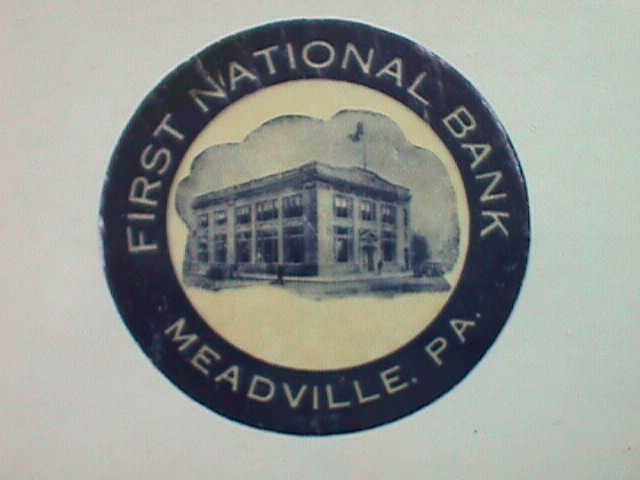 FIRST NATIONAL BANK
MEADVILLE. PA.